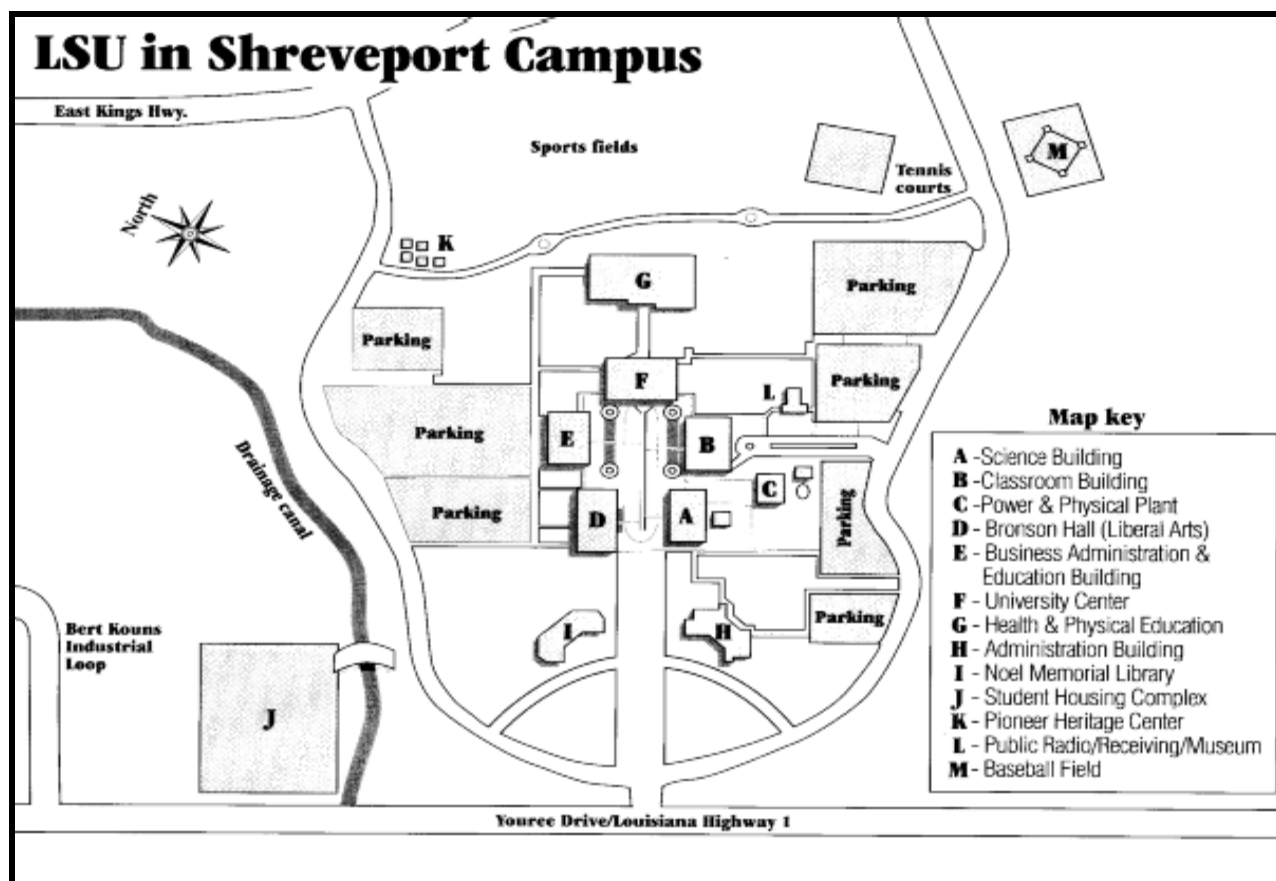 LSU in Shreveport Campus
East Kings Hwy.
Sports fields
M
Tennis
courts
North
K
G
Parking
Parking
F
L
Parking
Parking
E
B
Map key
A - Science Building
B - Classroom Building
C - Power & Physical Plant
D - Bronson Hall (Liberal Arts)
E - Business Administration &
Education Building
F - University Center
G - Health & Physical Education
H - Administration Building
I - Noel Memorial Library
J - Student Housing Complex
K - Pioneer Heritage Center
L - Public Radio/Receiving/Museum
M - Baseball Field
Drainage canal
C
Parking
Parking
D
A
Parking
Bert Kouns
Industrial
Loop
I
H
J
Youree Drive/Louisiana Highway 1